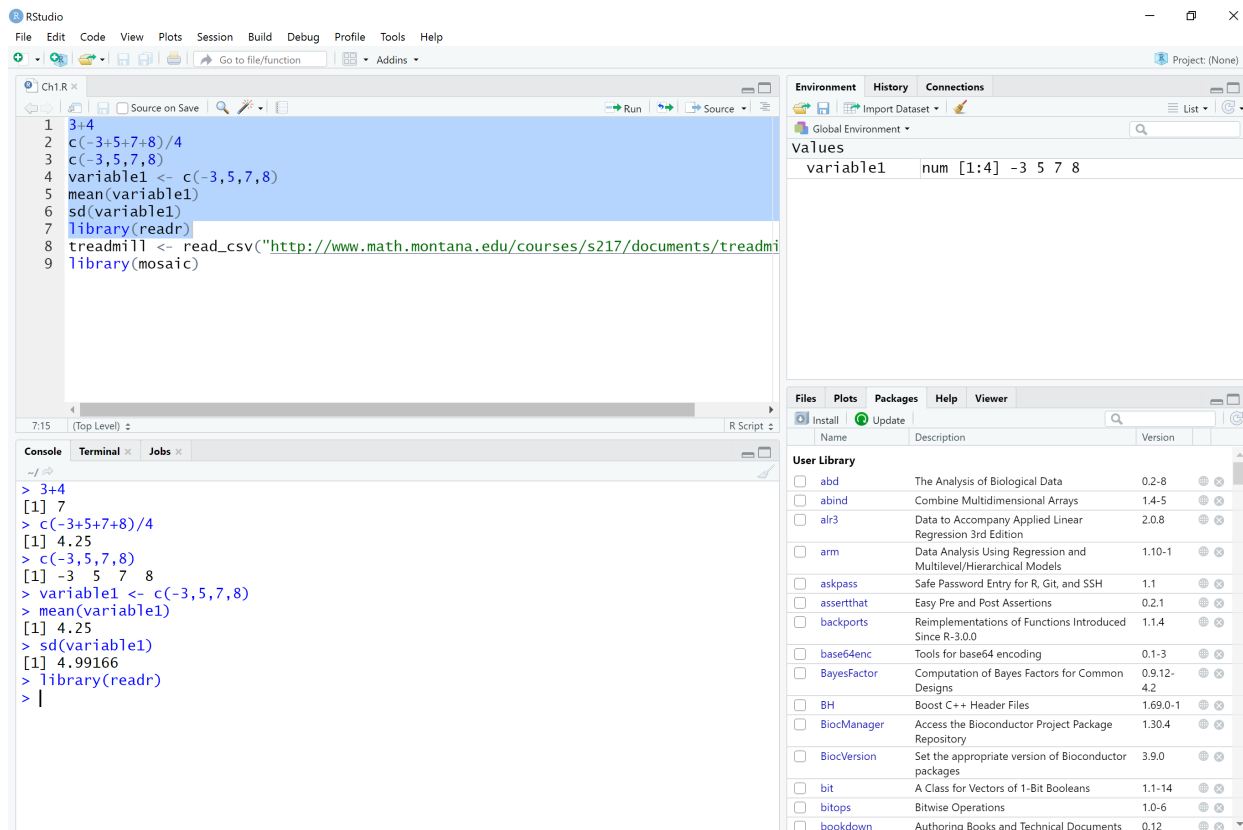 RStudio
File Edit Code View Plots Session Build Debug Profile Tools Help
Go to file/function Addins Project: (None)
Ch1.R
Source on Save Run Source
1 3+4
2 c(-3+5+7+8)/4
3 c(-3,5,7,8)
4 variable1 <- c(-3,5,7,8)
5 mean(variable1)
6 sd(variable1)
7 library(readr)
8 treadmill <- read_csv("http://www.math.montana.edu/courses/s217/documents/treadmi
9 library(mosaic)
7:15 (Top Level) R Script
Console Terminal Jobs
~/
> 3+4
[1] 7
> c(-3+5+7+8)/4
[1] 4.25
> c(-3,5,7,8)
[1] -3 5 7 8
> variable1 <- c(-3,5,7,8)
> mean(variable1)
[1] 4.25
> sd(variable1)
[1] 4.99166
> library(readr)
>
Environment History Connections
Import Dataset List
Global Environment
Values
variable1 num [1:4] -3 5 7 8
Files Plots Packages Help Viewer
Install Update
Name Description Version
User Library
abd The Analysis of Biological Data 0.2-8
abind Combine Multidimensional Arrays 1.4-5
alr3 Data to Accompany Applied Linear 2.0.8
Regression 3rd Edition
arm Data Analysis Using Regression and 1.10-1
Multilevel/Hierarchical Models
askpass Safe Password Entry for R, Git, and SSH 1.1
assertthat Easy Pre and Post Assertions 0.2.1
backports Reimplementations of Functions Introduced 1.1.4
Since R-3.0.0
base64enc Tools for base64 encoding 0.1-3
BayesFactor Computation of Bayes Factors for Common 0.9.12-
Designs 4.2
BH Boost C++ Header Files 1.69.0-1
BiocManager Access the Bioconductor Project Package 1.30.4
Repository
BiocVersion Set the appropriate version of Bioconductor 3.9.0
packages
bit A Class for Vectors of 1-Bit Booleans 1.1-14
bitops Bitwise Operations 1.0-6
bookdown Authoring Books and Technical Documents 0.12